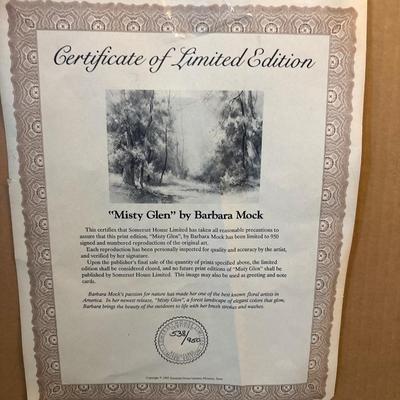 Certificate of Limited Edition
"Misty Glen" by Barbara Mock
This certifies that Somerset House Limited has taken all reasonable precautions to
assure that this print edition, "Misty Glen", by Barbara Mock has been limited to 950
signed and numbered reproductions of the original art.
Each reproduction has been personally inspected for quality and accuracy by the artist,
and verified by her signature.
Upon the publisher's final sale of the quantity of prints specified above, the limited
edition shall be considered closed, and no future print editions of "Misty Glen" shall be
published by Somerset House Limited. This image may also be used as greeting and note
cards.
Barbara Mock's passion for nature has made her one of the best known floral artists in
America. In her newest release, "Misty Glen", a forest landscape of elegant colors that glow,
Barbara brings the beauty of the outdoors to life with her brush strokes and washes.
538/950